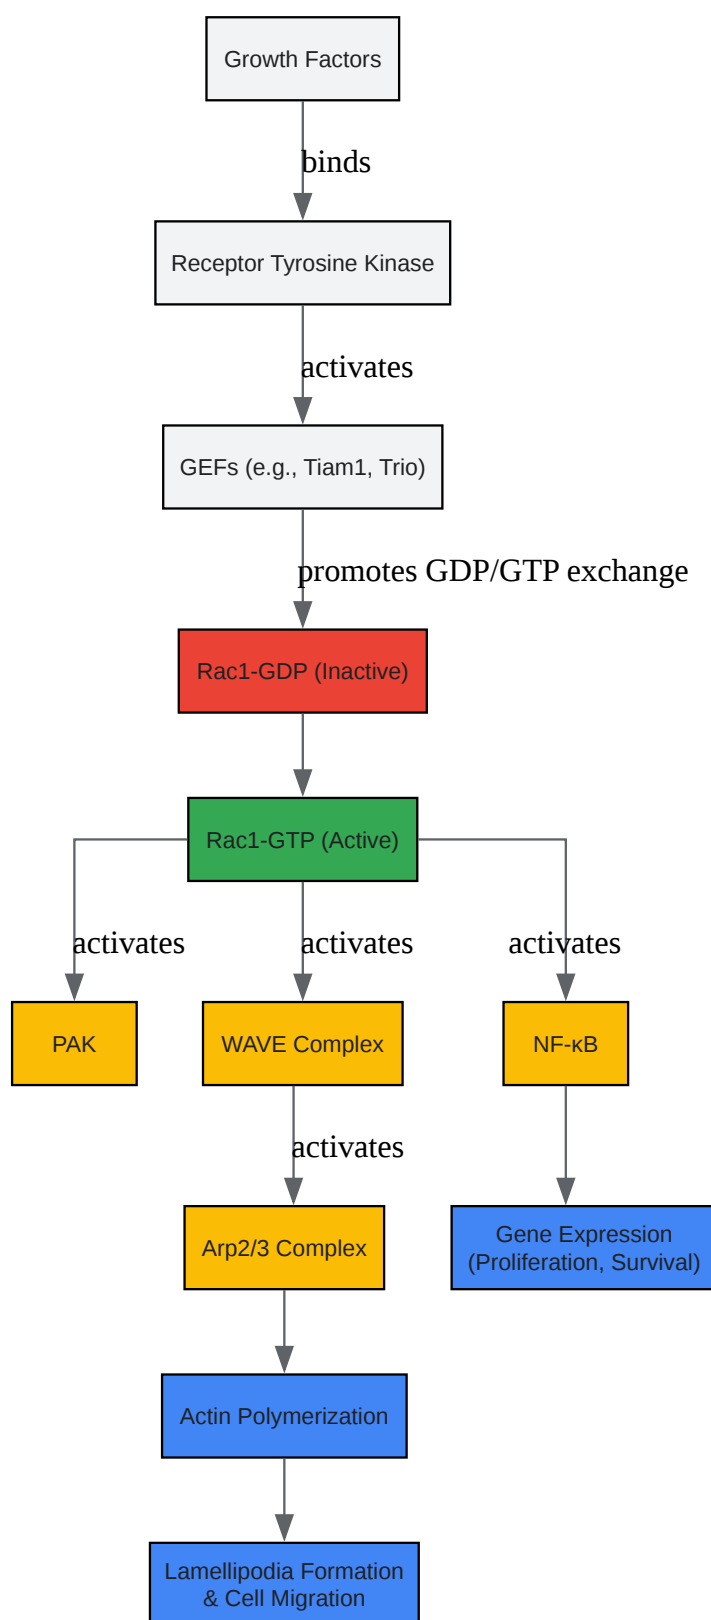 Growth Factors
binds
Receptor Tyrosine Kinase
activates
GEFs (e.g., Tiam1, Trio)
promotes GDP/GTP exchange
Rac1-GDP (Inactive)
Rac1-GTP (Active)
activates
activates
activates
PAK
WAVE Complex
NF-κB
activates
Arp2/3 Complex
Gene Expression
(Proliferation, Survival)
Actin Polymerization
Lamellipodia Formation
& Cell Migration